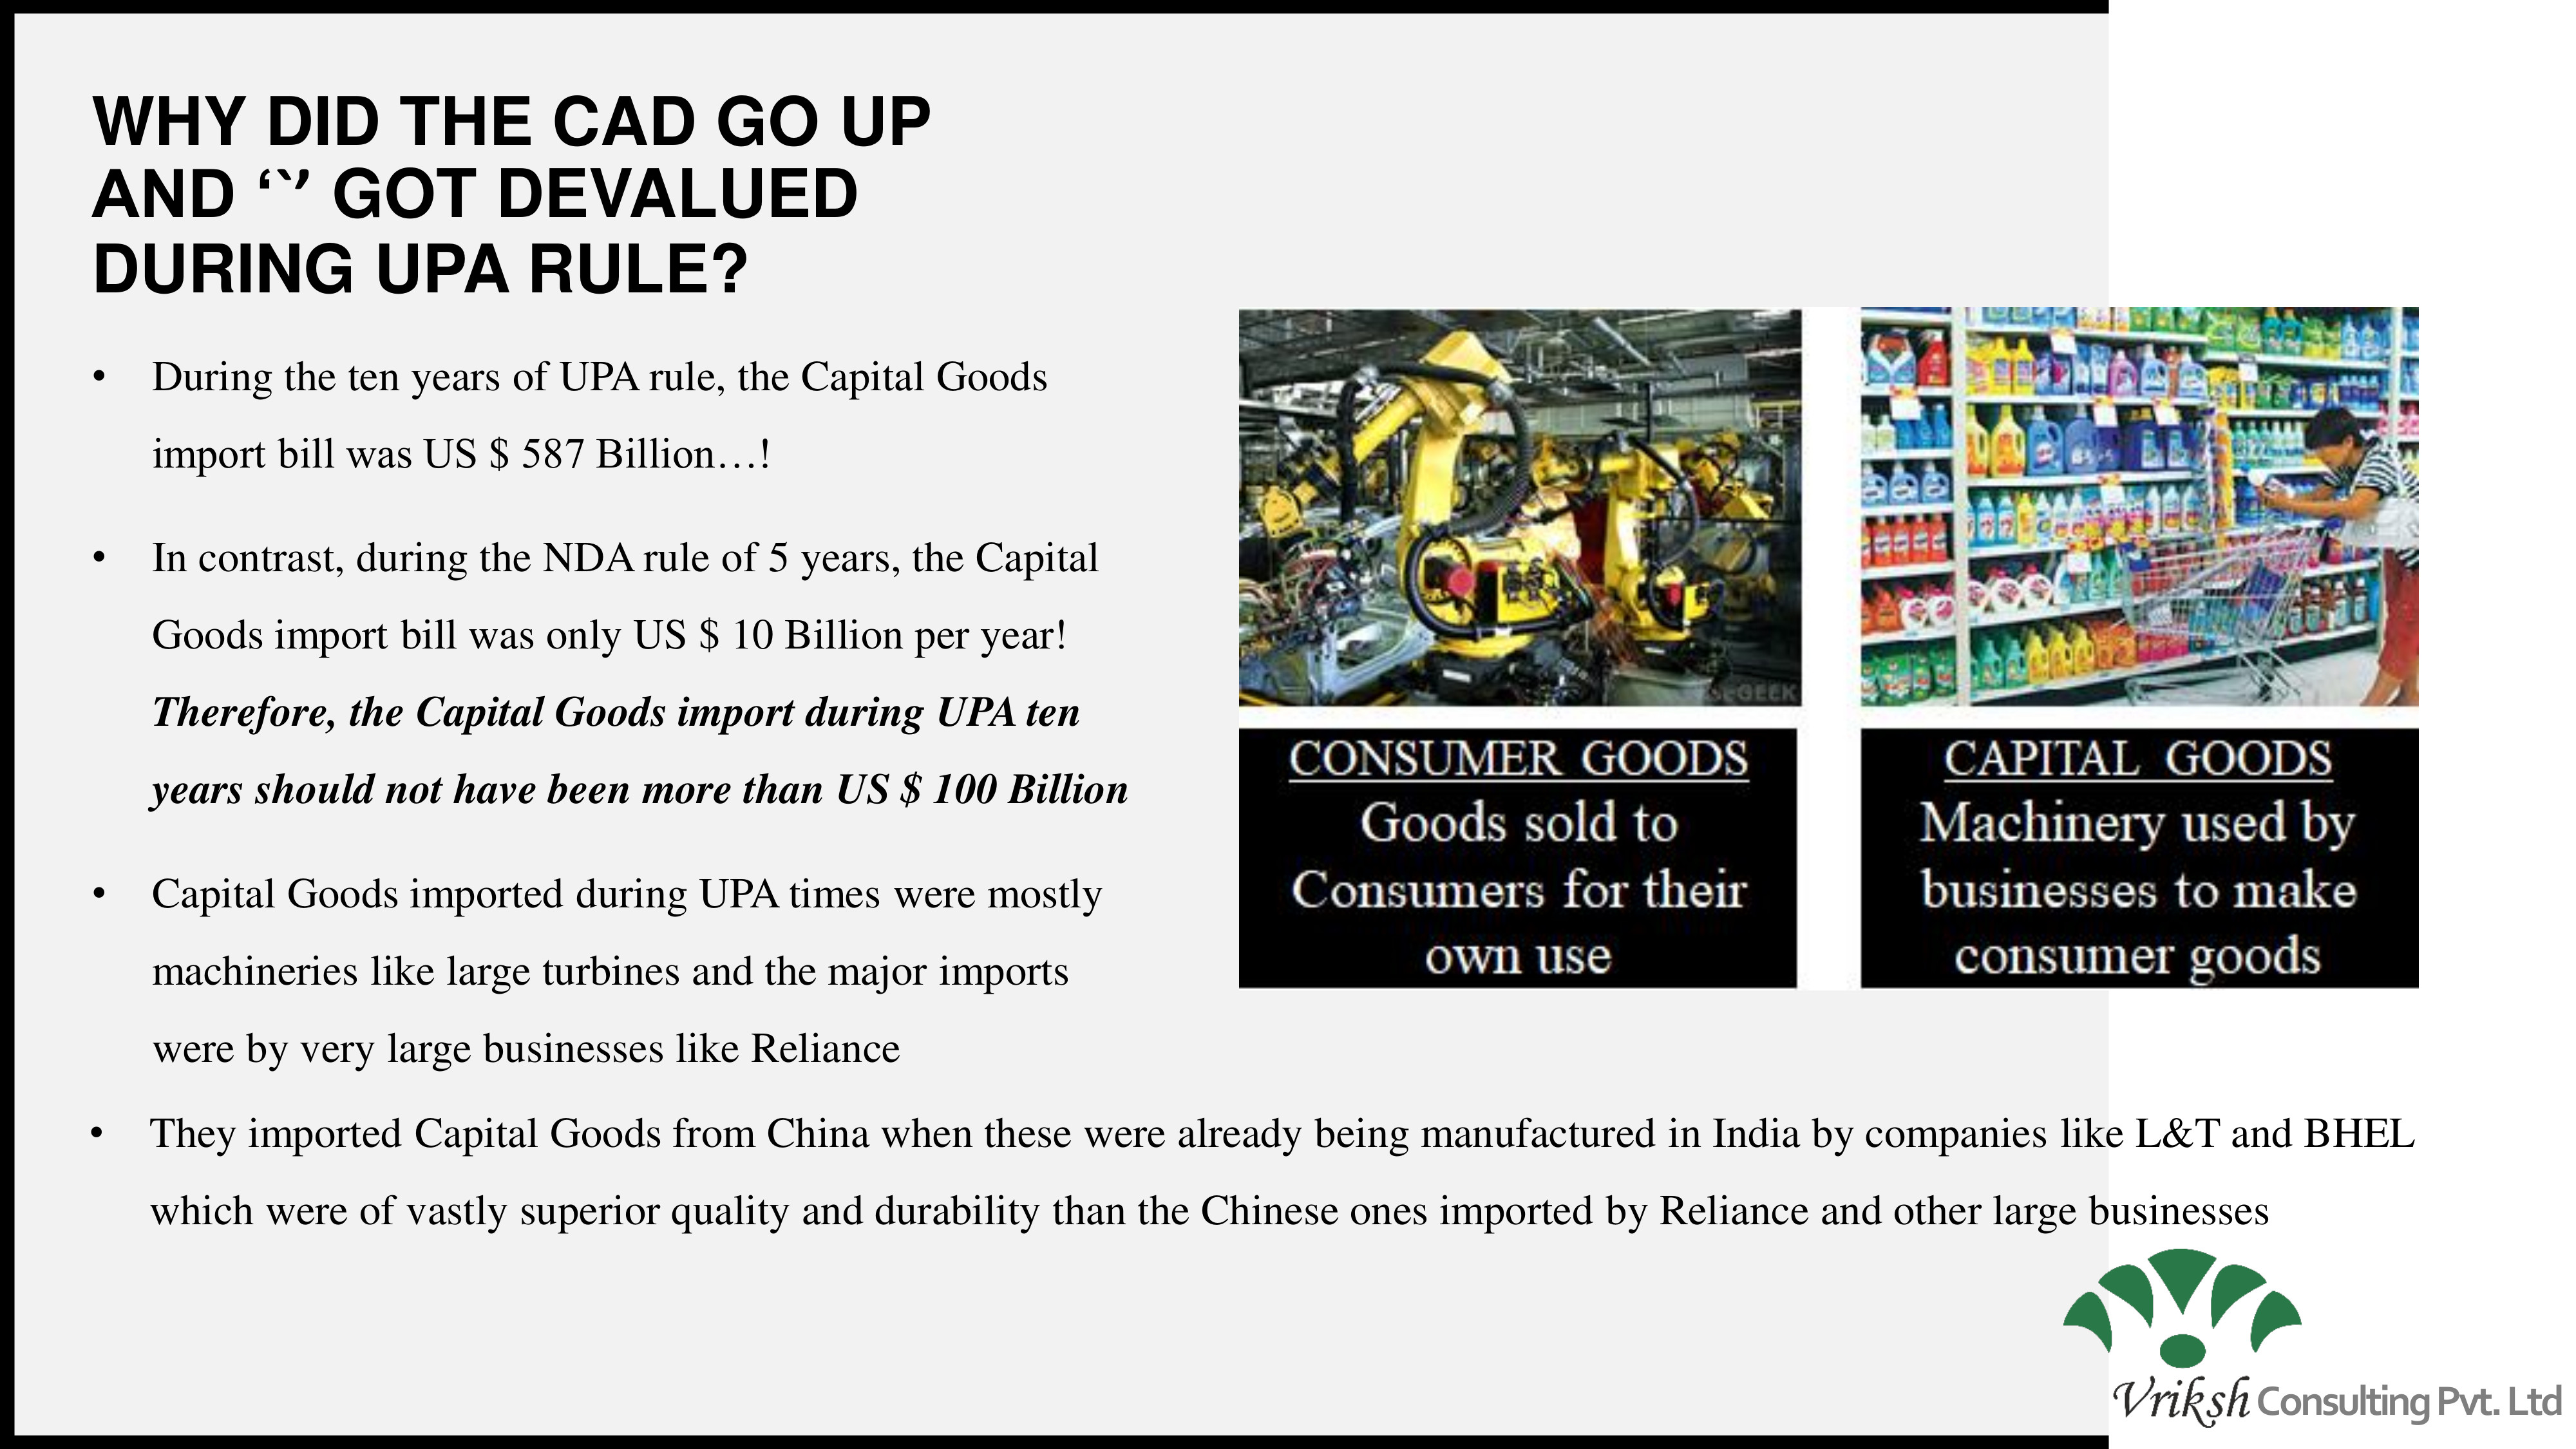 WHY DID THE CAD GO UP
AND ‘`’ GOT DEVALUED
DURING UPA RULE?
• During the ten years of UPA rule, the Capital Goods
import bill was US $ 587 Billion…!
• In contrast, during the NDA rule of 5 years, the Capital
Goods import bill was only US $ 10 Billion per year!
Therefore, the Capital Goods import during UPA ten
years should not have been more than US $ 100 Billion
• Capital Goods imported during UPA times were mostly
machineries like large turbines and the major imports
were by very large businesses like Reliance
CONSUMER GOODS
Goods sold to
Consumers for their
own use
CAPITAL GOODS
Machinery used by
businesses to make
consumer goods
• They imported Capital Goods from China when these were already being manufactured in India by companies like L&T and BHEL
which were of vastly superior quality and durability than the Chinese ones imported by Reliance and other large businesses
Vriksh Consulting Pvt. Ltd